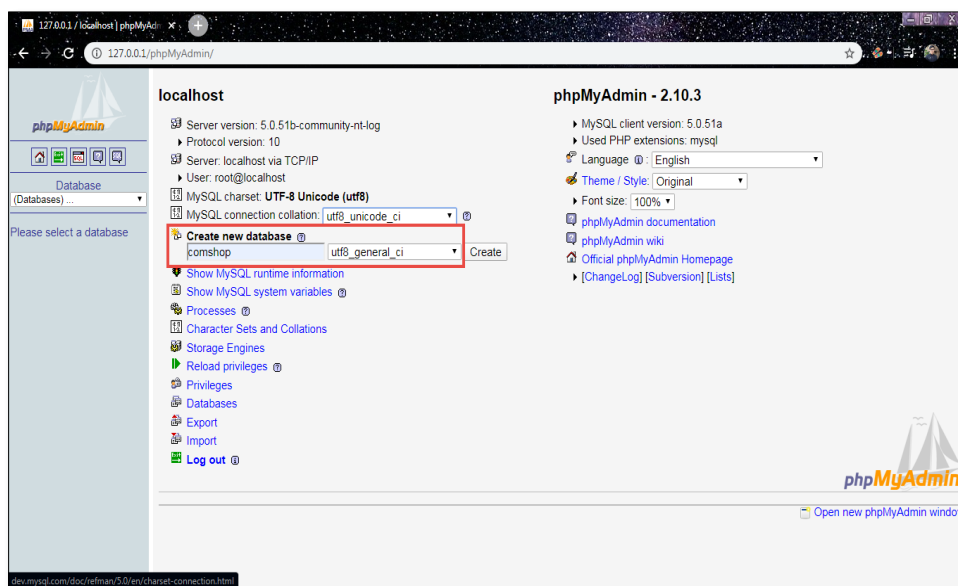 127.0.0.1 / localhost | phpMyAdm
127.0.0.1/phpMyAdmin/
phpMyAdmin
SQL
Database
(Databases) ...
Please select a database
localhost
Server version: 5.0.51b-community-nt-log
Protocol version: 10
Server: localhost via TCP/IP
User: root@localhost
MySQL charset: UTF-8 Unicode (utf8)
MySQL connection collation: utf8_unicode_ci
Create new database
comshop utf8_general_ci Create
Show MySQL runtime information
Show MySQL system variables
Processes
Character Sets and Collations
Storage Engines
Reload privileges
Privileges
Databases
Export
Import
Log out
phpMyAdmin - 2.10.3
MySQL client version: 5.0.51a
Used PHP extensions: mysql
Language : English
Theme / Style: Original
Font size: 100%
phpMyAdmin documentation
phpMyAdmin wiki
Official phpMyAdmin Homepage
[ChangeLog] [Subversion] [Lists]
phpMyAdmin
Open new phpMyAdmin windo
dev.mysql.com/doc/refman/5.0/en/charset-connection.html